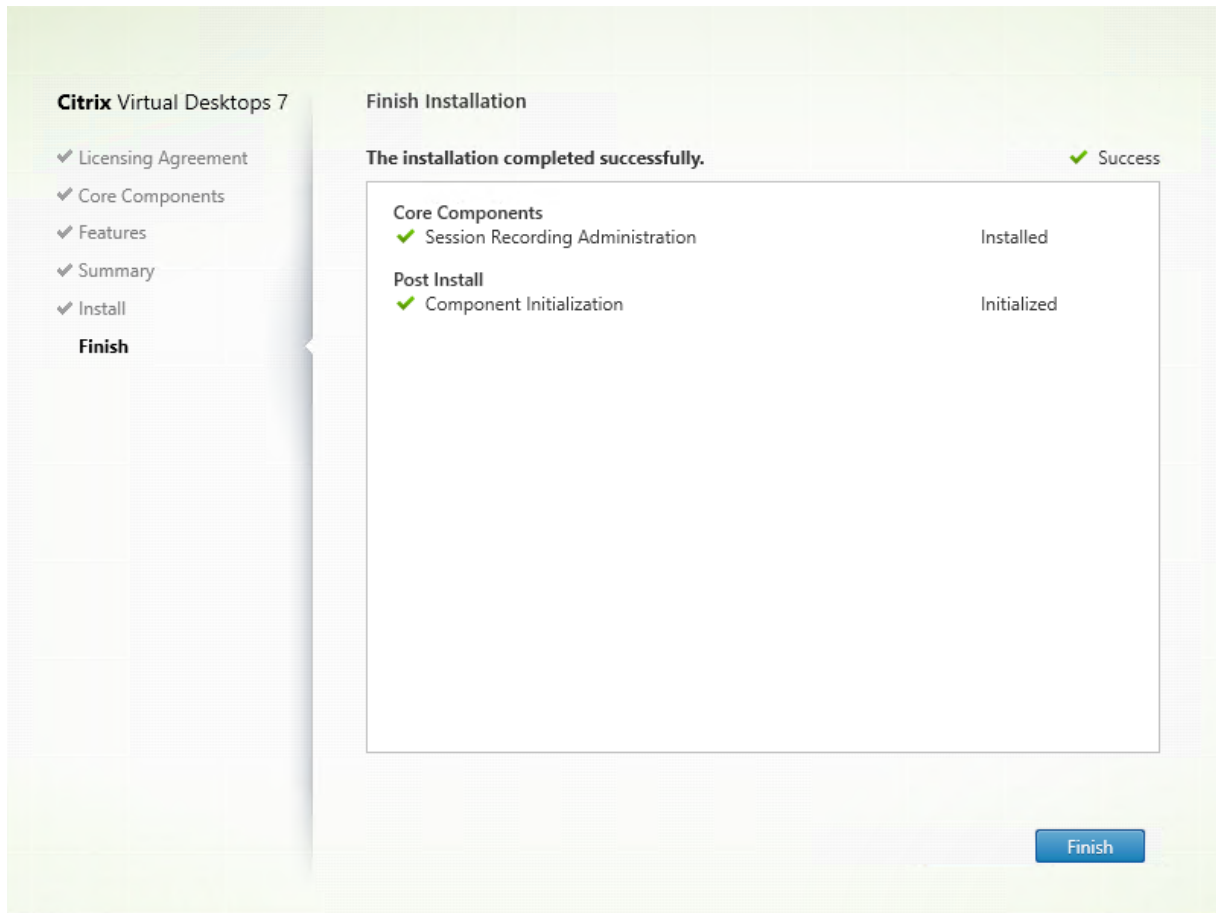 Citrix Virtual Desktops 7
Licensing Agreement
Core Components
Features
Summary
Install
Finish
Finish Installation
The installation completed successfully.
Success
Core Components
Session Recording Administration
Installed
Post Install
Component Initialization
Initialized
Finish